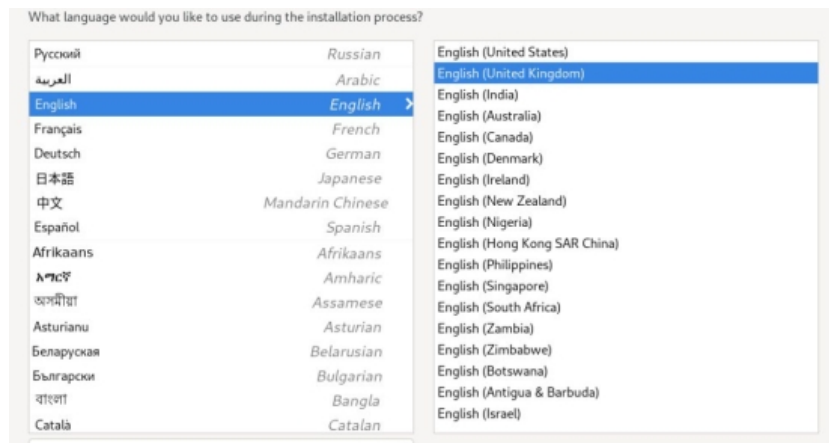 What language would you like to use during the installation process?
Русский Russian
العربية Arabic
English English
Français French
Deutsch German
日本語 Japanese
中文 Mandarin Chinese
Español Spanish
Afrikaans Afrikaans
አማርኛ Amharic
অসমীয়া Assamese
Asturianu Asturian
Беларуская Belarusian
Български Bulgarian
বাংলা Bangla
Català Catalan
English (United States)
English (United Kingdom)
English (India)
English (Australia)
English (Canada)
English (Denmark)
English (Ireland)
English (New Zealand)
English (Nigeria)
English (Hong Kong SAR China)
English (Philippines)
English (Singapore)
English (South Africa)
English (Zambia)
English (Zimbabwe)
English (Botswana)
English (Antigua & Barbuda)
English (Israel)